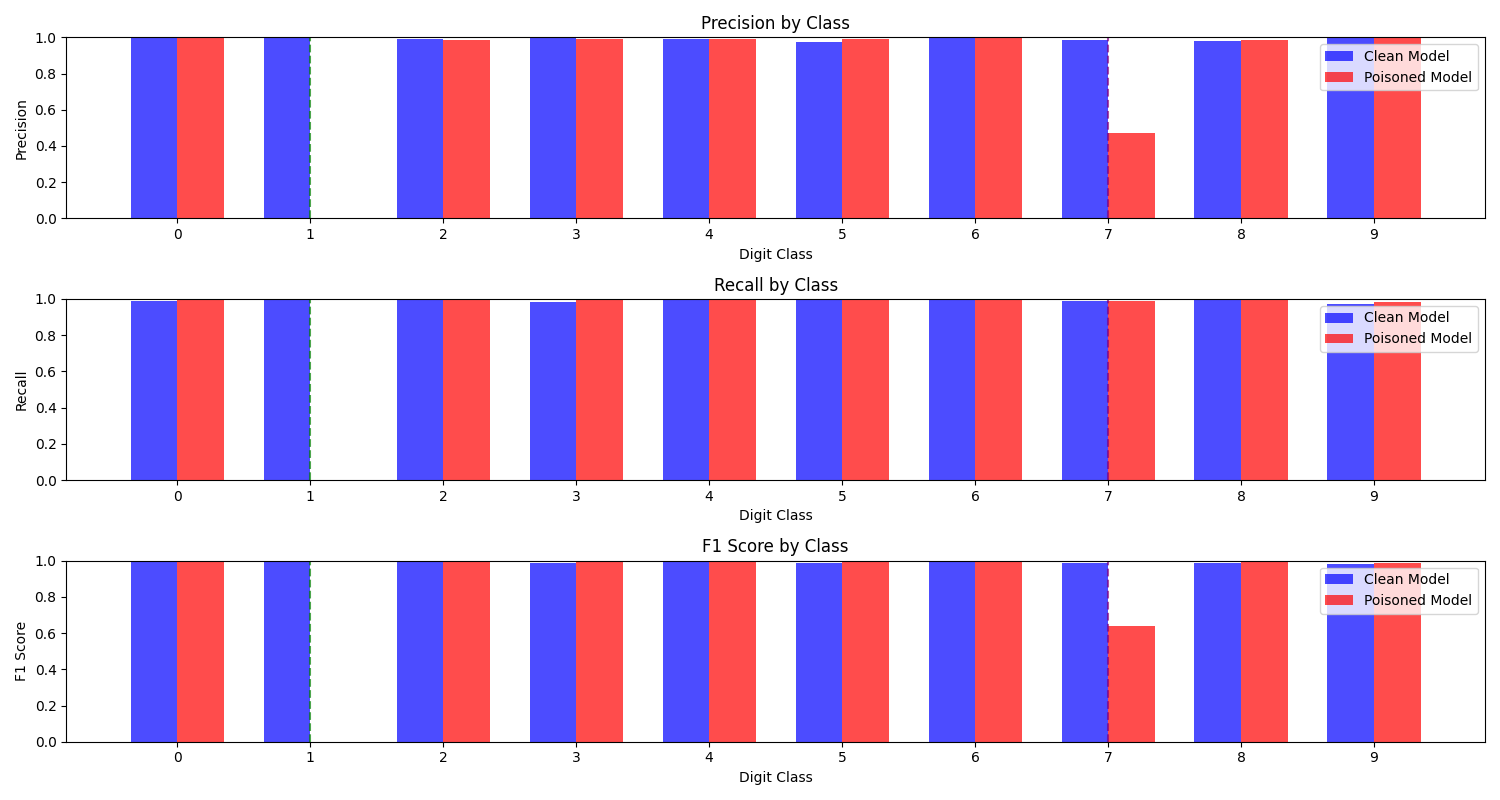 Precision by Class
1.0
0.8
0.6
0.4
0.2
0.0
Precision
Clean Model
Poisoned Model
0 1 2 3 4 5 6 7 8 9
Digit Class
Recall by Class
1.0
0.8
0.6
0.4
0.2
0.0
Recall
Clean Model
Poisoned Model
0 1 2 3 4 5 6 7 8 9
Digit Class
F1 Score by Class
1.0
0.8
0.6
0.4
0.2
0.0
F1 Score
Clean Model
Poisoned Model
0 1 2 3 4 5 6 7 8 9
Digit Class